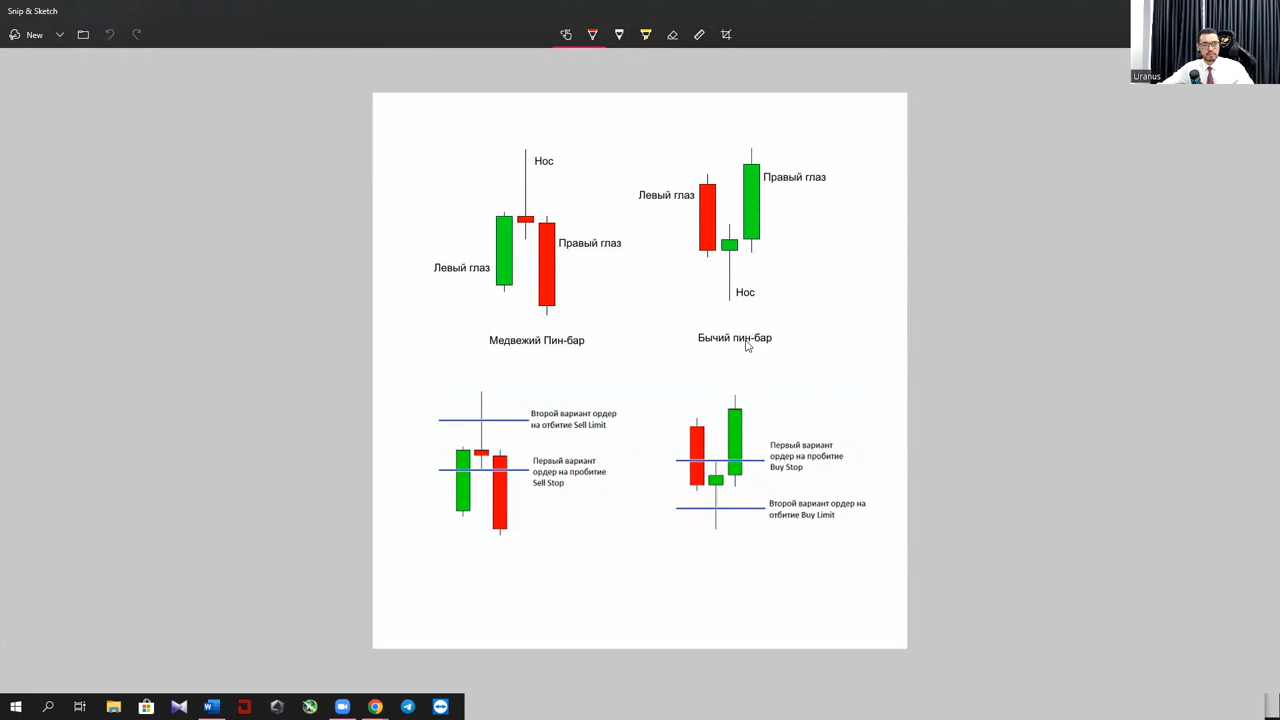 Snip & Sketch
New
Uranus
Нос
Правый глаз
Левый глаз
Правый глаз
Левый глаз
Нос
Медвежий Пин-бар
Бычий пин-бар
Второй вариант ордер
на отбитие Sell Limit
Первый вариант
ордер на пробитие
Sell Stop
Первый вариант
ордер на пробитие
Buy Stop
Второй вариант ордер на
отбитие Buy Limit